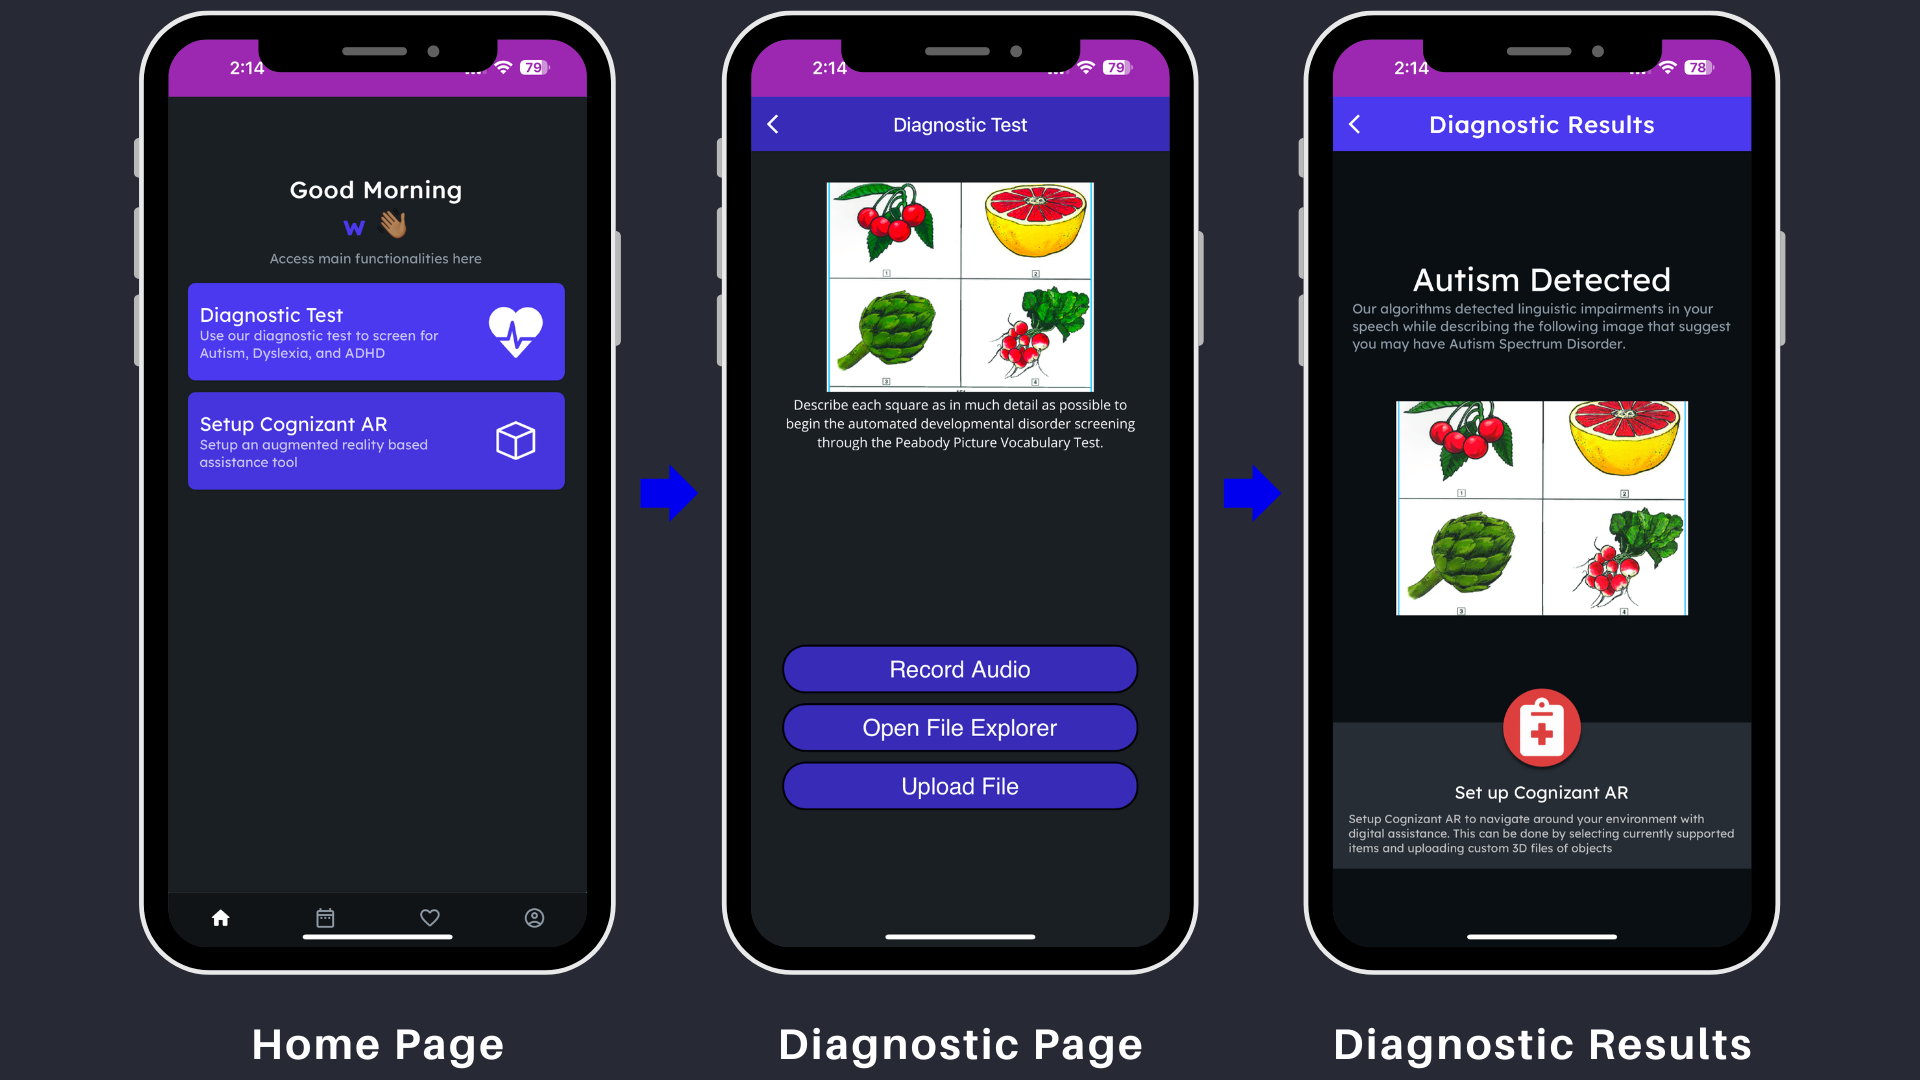 2:14
79
Good Morning
w
Access main functionalities here
Diagnostic Test
Use our diagnostic test to screen for
Autism, Dyslexia, and ADHD
Setup Cognizant AR
Setup an augmented reality based
assistance tool
Home Page
2:14
79
Diagnostic Test
1
2
3
4
Describe each square as in much detail as possible to
begin the automated developmental disorder screening
through the Peabody Picture Vocabulary Test.
Record Audio
Open File Explorer
Upload File
Diagnostic Page
2:14
78
Diagnostic Results
Autism Detected
Our algorithms detected linguistic impairments in your
speech while describing the following image that suggest
you may have Autism Spectrum Disorder.
1
2
3
4
Set up Cognizant AR
Setup Cognizant AR to navigate around your environment with
digital assistance. This can be done by selecting currently supported
items and uploading custom 3D files of objects
Diagnostic Results